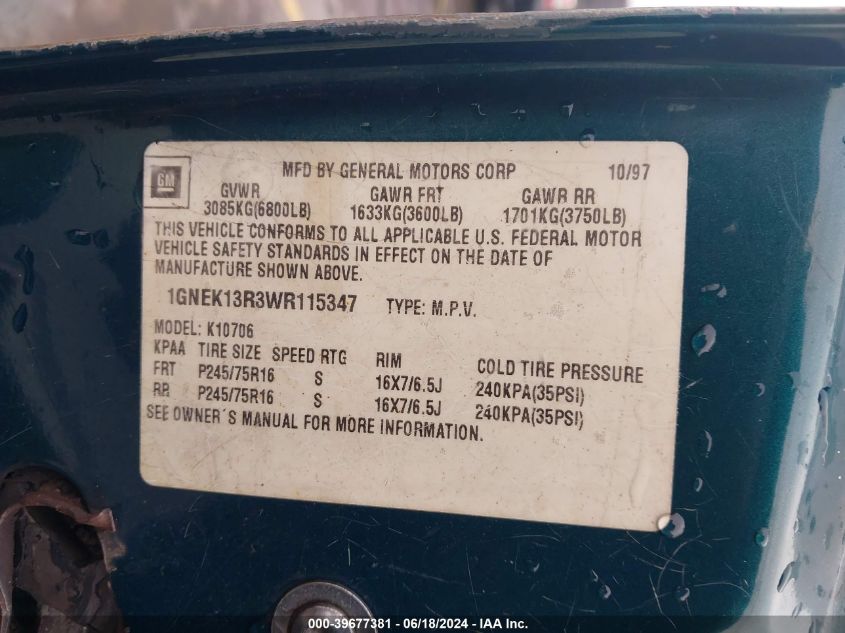 GM MFD BY GENERAL MOTORS CORP 10/97
GVWR GAWR FRT GAWR RR
3085KG(6800LB) 1633KG(3600LB) 1701KG(3750LB)
THIS VEHICLE CONFORMS TO ALL APPLICABLE U.S. FEDERAL MOTOR
VEHICLE SAFETY STANDARDS IN EFFECT ON THE DATE OF
MANUFACTURE SHOWN ABOVE.
1GNEK13R3WR115347 TYPE: M.P.V.
MODEL: K10706
KPAA TIRE SIZE SPEED RTG RIM COLD TIRE PRESSURE
FRT P245/75R16 S 16X7/6.5J 240KPA(35PSI)
RR P245/75R16 S 16X7/6.5J 240KPA(35PSI)
SEE OWNER´S MANUAL FOR MORE INFORMATION.
000-39677381 - 06/18/2024 - IAA Inc.